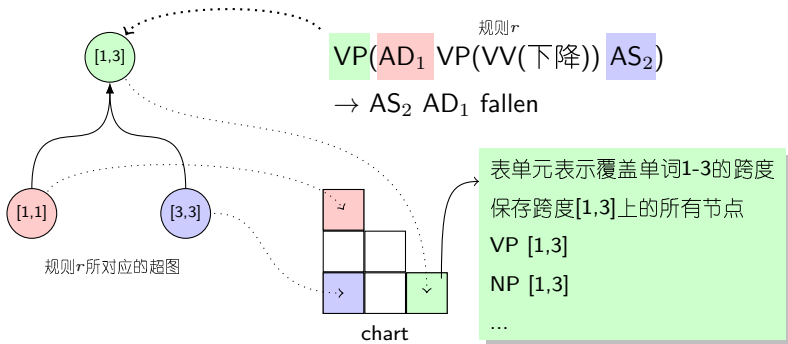 规则r
VP(AD₁ VP(VV(下降)) AS₂)
→ AS₂ AD₁ fallen
[1,3]
[1,1]
[3,3]
规则r所对应的超图
chart
表单元表示覆盖单词1-3的跨度
保存跨度[1,3]上的所有节点
VP [1,3]
NP [1,3]
...